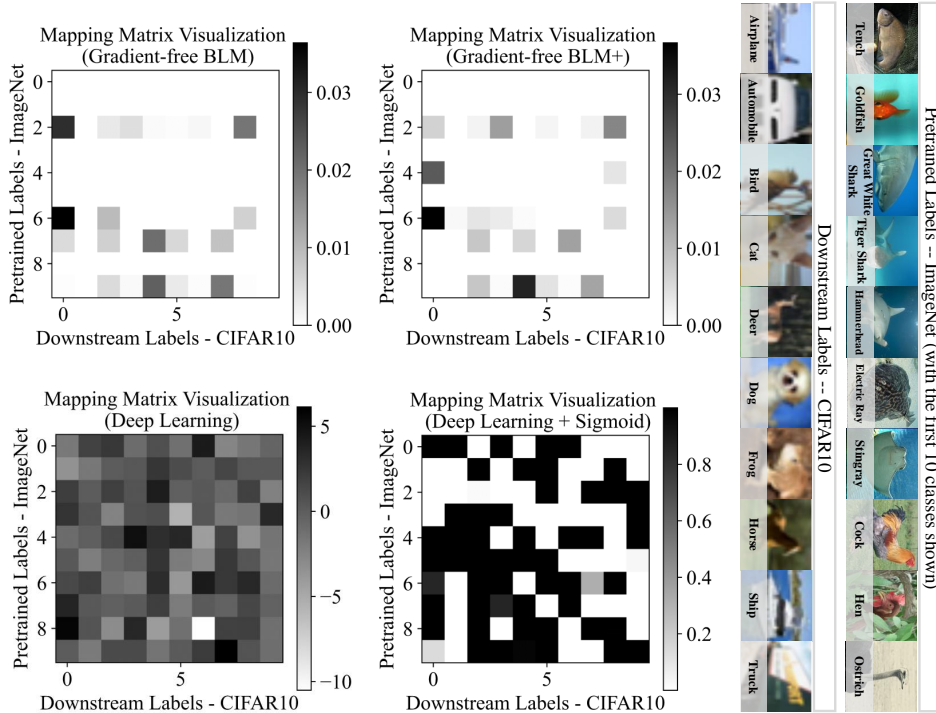 Mapping Matrix Visualization
(Gradient-free BLM)
Pretrained Labels - ImageNet
0
2
4
6
8
0
5
Downstream Labels - CIFAR10
0.03
0.02
0.01
0.00
Mapping Matrix Visualization
(Gradient-free BLM+)
Pretrained Labels - ImageNet
0
2
4
6
8
0
5
Downstream Labels - CIFAR10
0.03
0.02
0.01
0.00
Mapping Matrix Visualization
(Deep Learning)
Pretrained Labels - ImageNet
0
2
4
6
8
0
5
Downstream Labels - CIFAR10
5
0
−5
−10
Mapping Matrix Visualization
(Deep Learning + Sigmoid)
Pretrained Labels - ImageNet
0
2
4
6
8
0
5
Downstream Labels - CIFAR10
0.8
0.6
0.4
0.2
Pretrained Labels -- ImageNet (with the first 10 classes shown)
Tench
Goldfish
Great White
Shark
Tiger Shark
Hammerhead
Electric Ray
Stingray
Cock
Hen
Ostrich
Downstream Labels -- CIFAR10
Airplane
Automobile
Bird
Cat
Deer
Dog
Frog
Horse
Ship
Truck